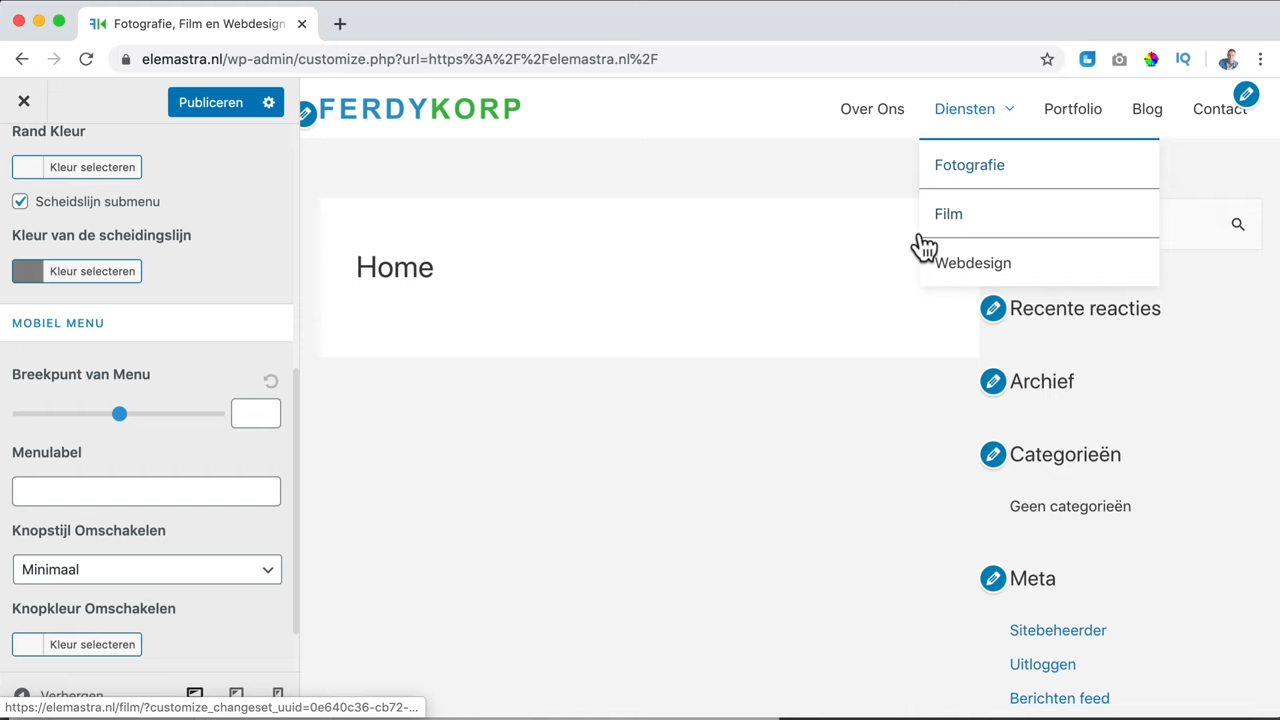 Fotografie, Film en Webdesign
elemastra.nl/wp-admin/customize.php?url=https%3A%2F%2Felemastra.nl%2F
IQ
Publiceren
FERDYKORP
Over Ons
Diensten
Portfolio
Blog
Contact
Rand Kleur
Kleur selecteren
Scheidslijn submenu
Kleur van de scheidingslijn
Kleur selecteren
MOBIEL MENU
Breekpunt van Menu
Menulabel
Knopstijl Omschakelen
Minimaal
Knopkleur Omschakelen
Kleur selecteren
Verbergen
https://elemastra.nl/film/?customize_changeset_uuid=0e640c36-cb72-...
Fotografie
Film
Webdesign
Home
Recente reacties
Archief
Categorieën
Geen categorieën
Meta
Sitebeheerder
Uitloggen
Berichten feed